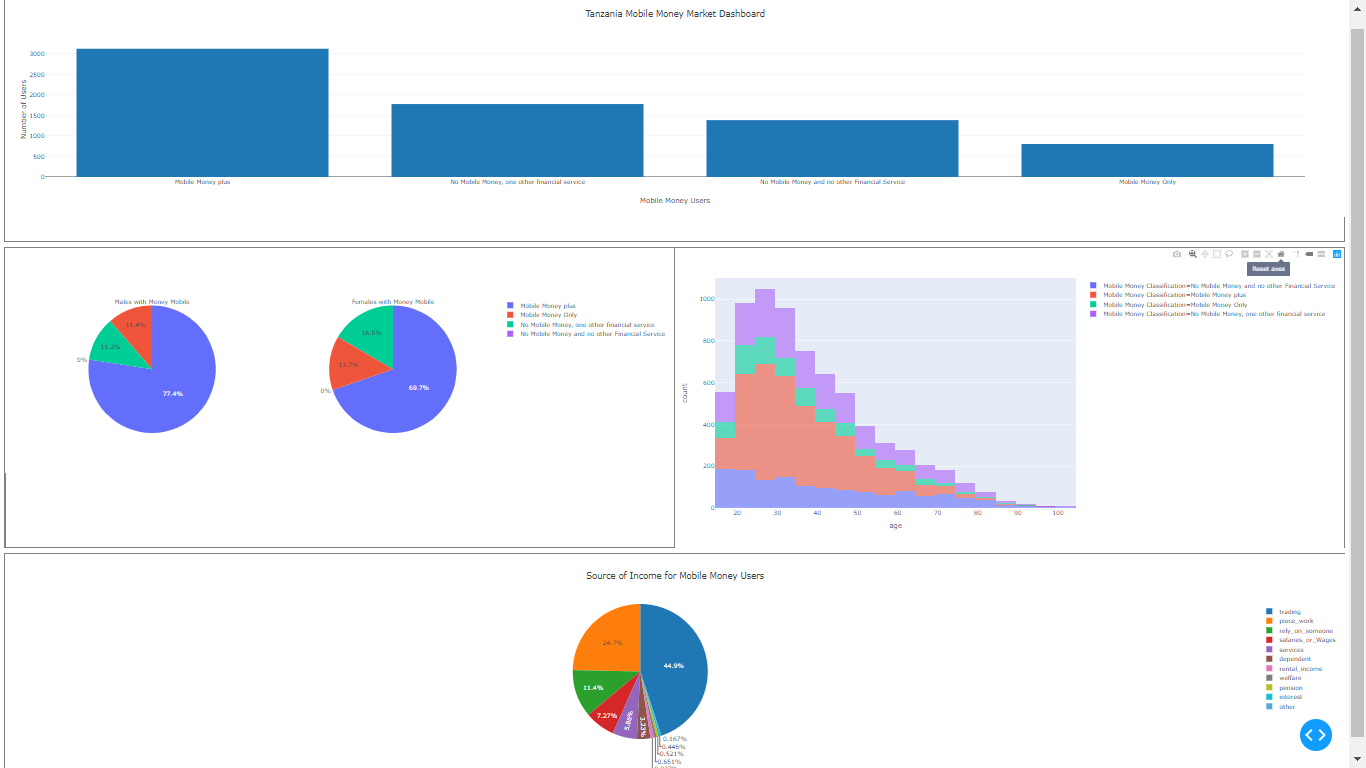 Tanzania Mobile Money Market Dashboard
Number of Users
3000
2500
2000
1500
1000
500
0
Mobile Money plus
No Mobile Money, one other financial service
No Mobile Money and no other Financial Service
Mobile Money Only
Mobile Money Users
Males with Money Mobile
11.4%
11.2%
0%
77.4%
Females with Money Mobile
16.5%
13.7%
0%
69.7%
Mobile Money plus
Mobile Money Only
No Mobile Money, one other financial service
No Mobile Money and no other Financial Service
Reset axes
count
1000
800
600
400
200
0
20
30
40
50
60
70
80
90
100
age
Mobile Money Classification=No Mobile Money and no other Financial Service
Mobile Money Classification=Mobile Money plus
Mobile Money Classification=Mobile Money Only
Mobile Money Classification=No Mobile Money, one other financial service
Source of Income for Mobile Money Users
24.7%
44.9%
11.4%
7.27%
5.86%
3.23%
0.167%
0.446%
0.521%
0.651%
trading
piece_work
rely_on_someone
salaries_or_Wages
services
dependent
rental_income
welfare
pension
interest
other